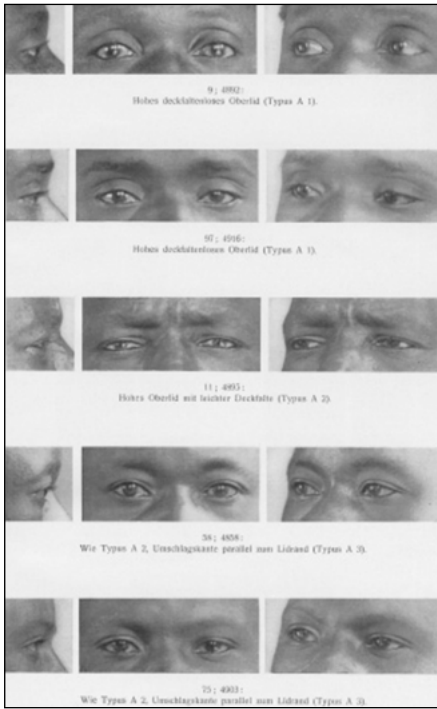 9; 4892:
Hohes deckfaltenloses Oberlid (Typus A 1).
97; 4916:
Hohes deckfaltenloses Oberlid (Typus A 1).
11; 4895:
Hohes Oberlid mit leichter Deckfalte (Typus A 2).
58; 4858:
Wie Typus A 2, Umschlagskante parallel zum Lidrand (Typus A 3).
75; 4903:
Wie Typus A 2, Umschlagskante parallel zum Lidrand (Typus A 3).